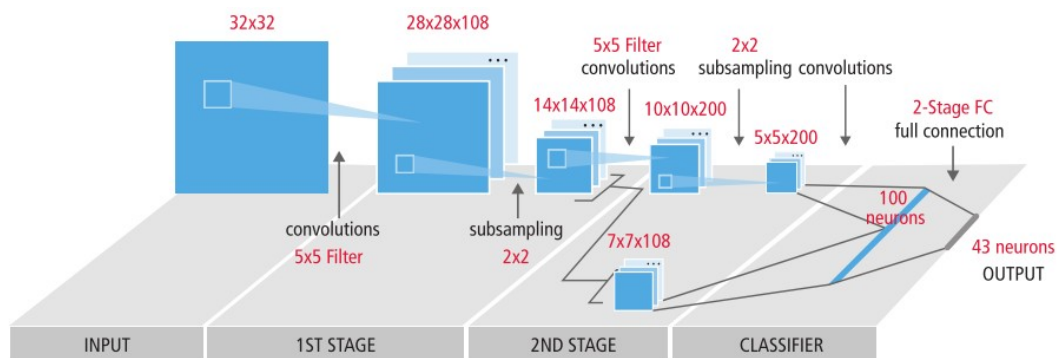 32x32
28x28x108
5x5 Filter
convolutions
2x2
subsampling
convolutions
14x14x108
10x10x200
5x5x200
2-Stage FC
full connection
convolutions
5x5 Filter
subsampling
2x2
7x7x108
100
neurons
43 neurons
OUTPUT
INPUT
1ST STAGE
2ND STAGE
CLASSIFIER